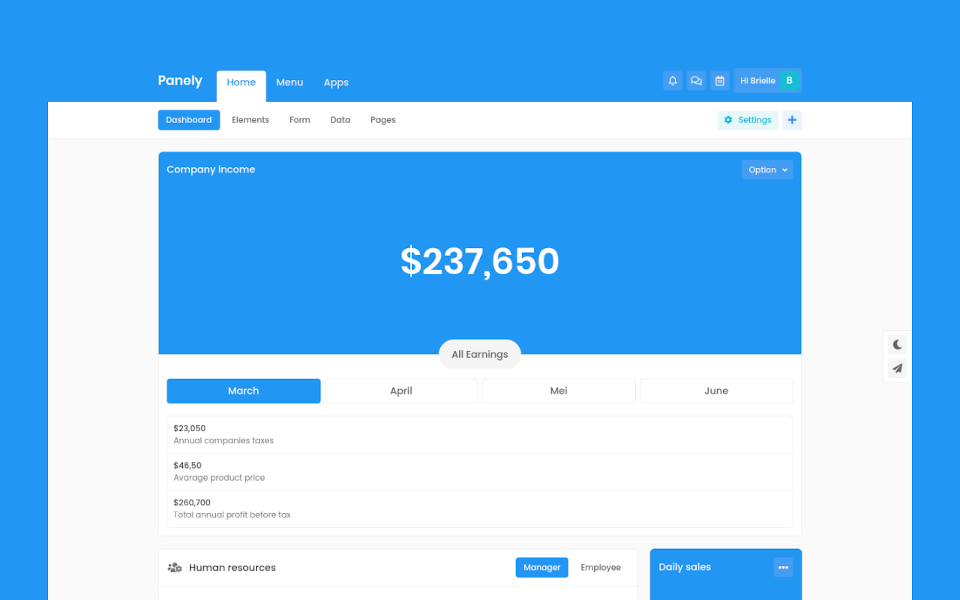 Panely
Home
Menu
Apps
Hi Brielle
B
Dashboard
Elements
Form
Data
Pages
Settings
Company income
Option
$237,650
All Earnings
March
April
Mei
June
$23,050
Annual companies taxes
$46,50
Avarage product price
$260,700
Total annual profit before tax
Human resources
Manager
Employee
Daily sales